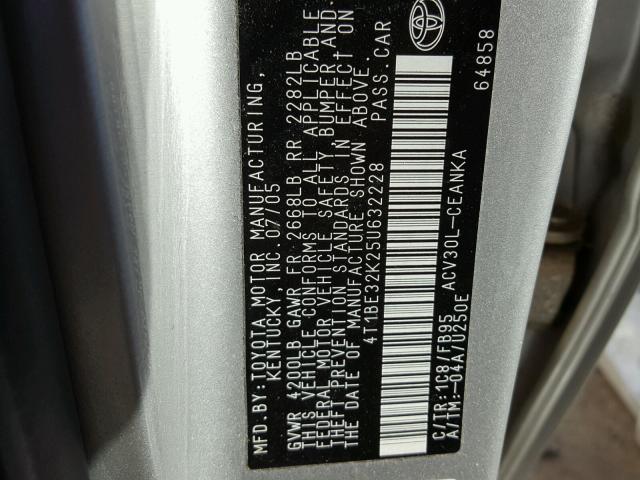 MFD.BY:TOYOTA MOTOR MANUFACTURING,
KENTUCKY INC.07/05
GVWR 4200LB GAWR FR 2668LB RR 2282LB
THIS VEHICLE CONFORMS TO ALL APPLICABLE
FEDERAL MOTOR VEHICLE SAFETY, BUMPER,AND
THEFT PREVENTION STANDARDS IN EFFECT ON
THE DATE OF MANUFACTURE SHOWN ABOVE.
4T1BE32K25U632228 PASS.CAR
C/TR:1C8/FB95 ACV30L-CEANKA
A/TM:-04A/U250E
64858